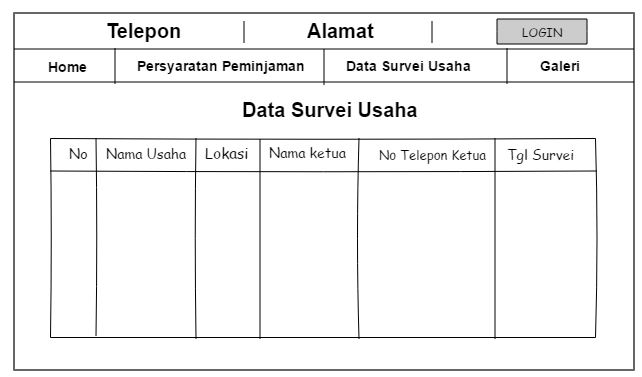 Telepon | Alamat | LOGIN
Home Persyaratan Peminjaman Data Survei Usaha Galeri
Data Survei Usaha
No Nama Usaha Lokasi Nama ketua No Telepon Ketua Tgl Survei